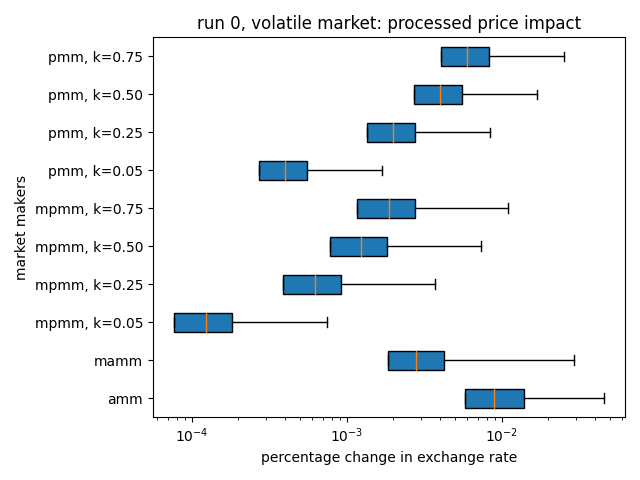 run 0, volatile market: processed price impact
pmm, k=0.75
pmm, k=0.50
pmm, k=0.25
pmm, k=0.05
mpmm, k=0.75
mpmm, k=0.50
mpmm, k=0.25
mpmm, k=0.05
mamm
amm
market makers
10⁻⁴ 10⁻³ 10⁻²
percentage change in exchange rate